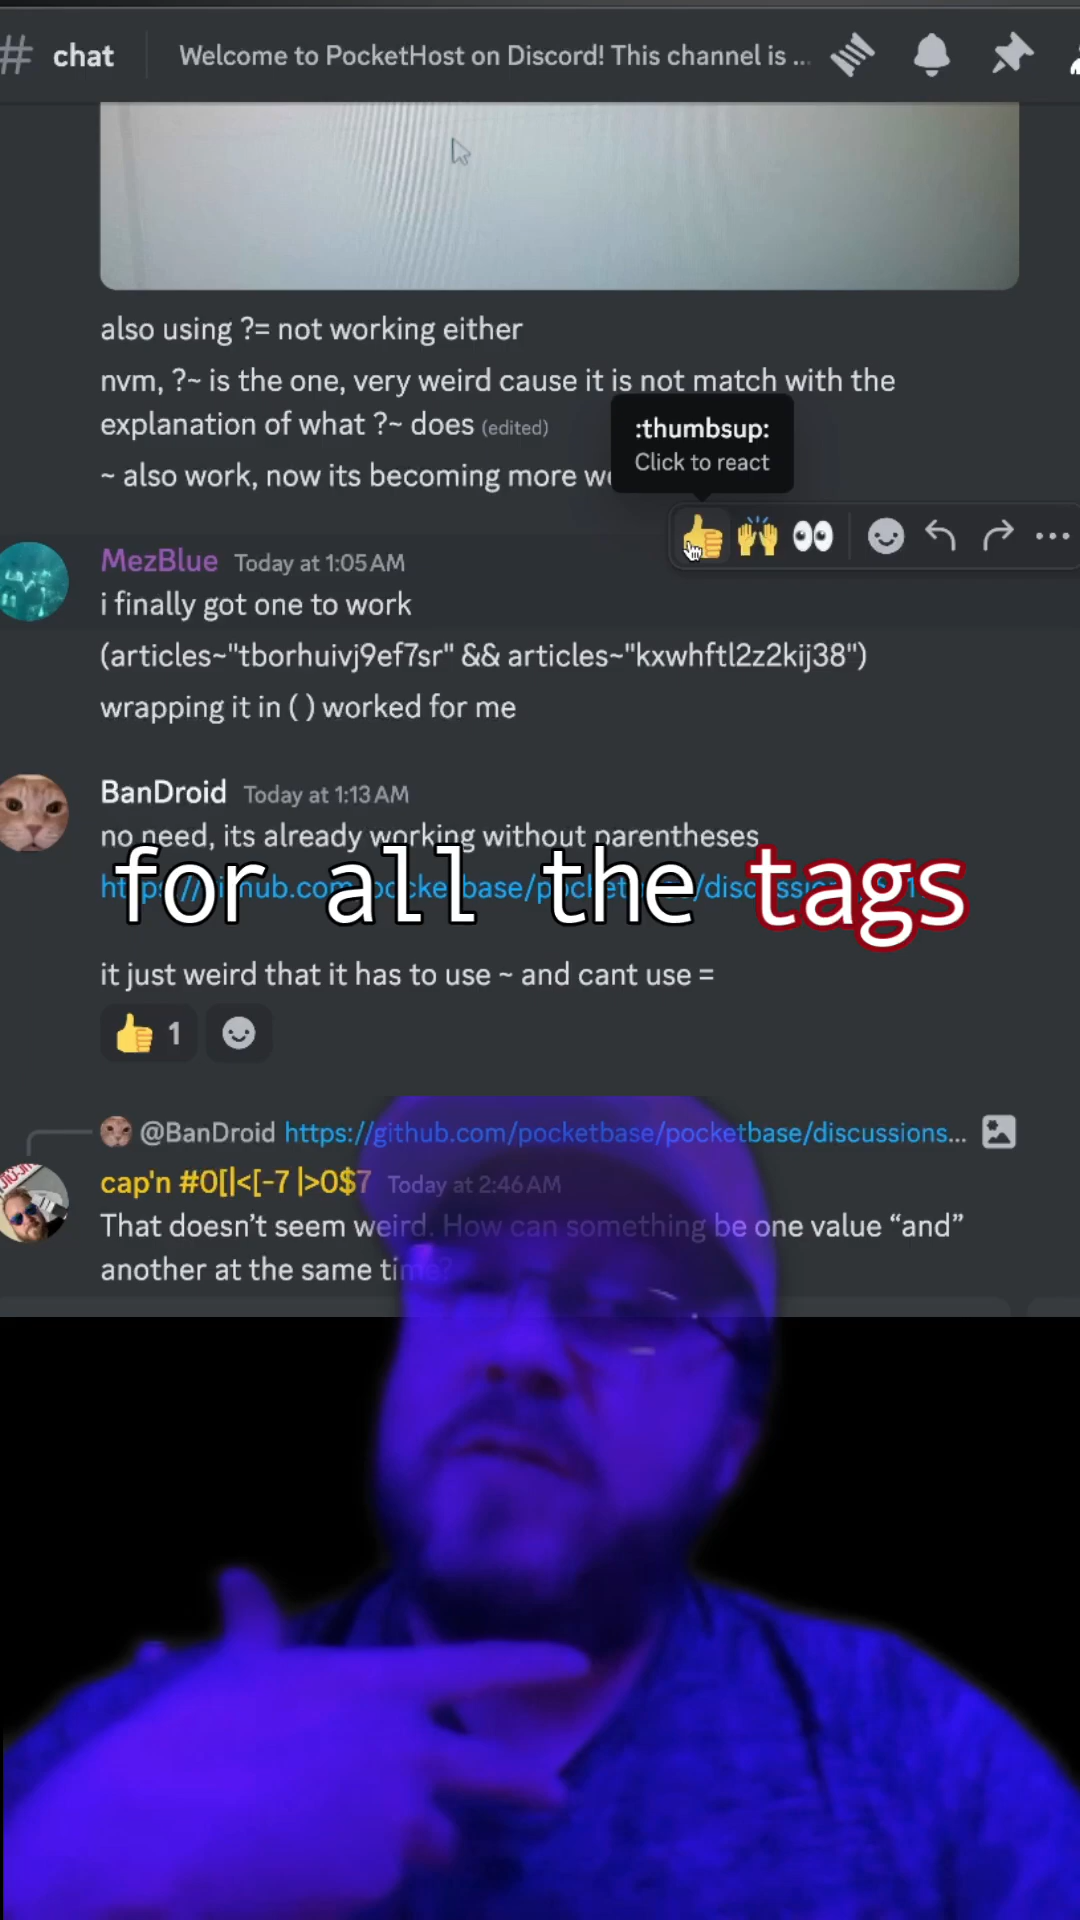 # chat Welcome to PocketHost on Discord! This channel is ...
also using ?= not working either
nvm, ?~ is the one, very weird cause it is not match with the
explanation of what ?~ does (edited)
:thumbsup:
Click to react
~ also work, now its becoming more
MezBlue Today at 1:05 AM
i finally got one to work
(articles~"tborhuivj9ef7sr" && articles~"kxwhftl2z2kij38")
wrapping it in ( ) worked for me
BanDroid Today at 1:13 AM
no need, its already working without parentheses
for all the tags
it just weird that it has to use ~ and cant use =
1
@BanDroid https://github.com/pocketbase/pocketbase/discussions...
cap'n #0[|<[-7 |>0$7 Today at 2:46 AM
That doesn't seem weird. How can something be one value “and”
another at the same time?